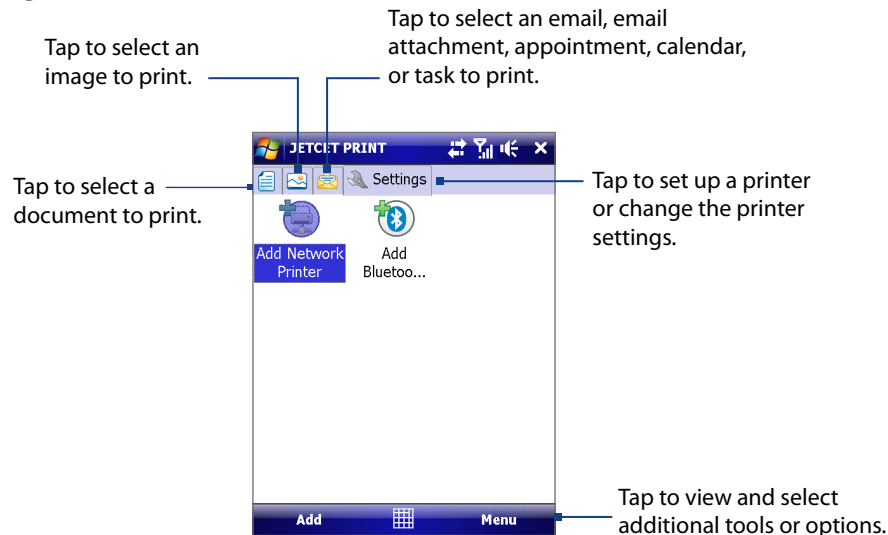 Tap to select an email, email
attachment, appointment, calendar,
or task to print.
Tap to select an
image to print.
JETCET PRINT
Settings
Tap to select a
document to print.
Tap to set up a printer
or change the printer
settings.
Add Network
Printer
Add
Bluetoo...
Tap to view and select
additional tools or options.
Add
Menu